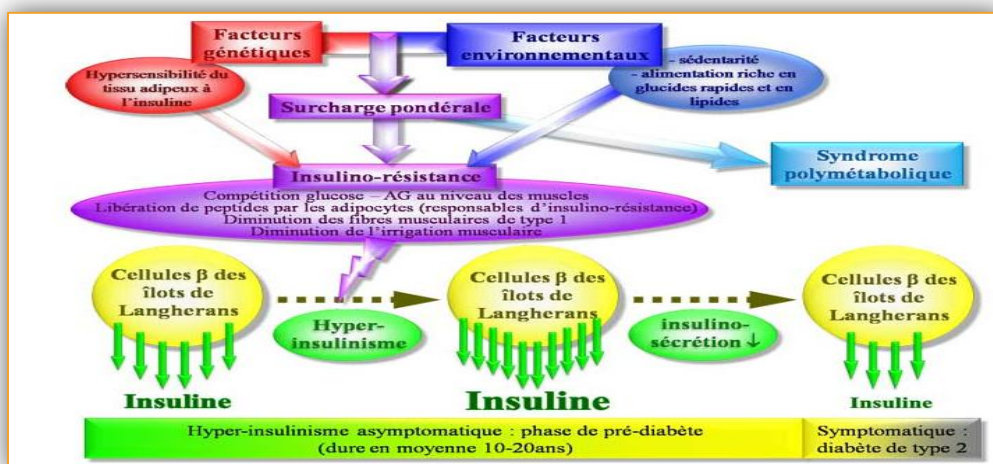 Facteurs
génétiques
Facteurs
environnementaux
Hypersensibilité du
tissu adipeux à
l'insuline
- sédentarité
- alimentation riche en
glucides rapides et en
lipides
Surcharge pondérale
Syndrome
polymétabolique
Insulino-résistance
Compétition glucose – AG au niveau des muscles
Libération de peptides par les adipocytes (responsables d'insulino-résistance)
Diminution des fibres musculaires de type 1
Diminution de l'irrigation musculaire
Cellules β des
îlots de
Langherans
Hyper-
insulinisme
Cellules β des
îlots de
Langherans
insulino-
sécrétion ↓
Cellules β des
îlots de
Langherans
Insuline
Insuline
Insuline
Hyper-insulinisme asymptomatique : phase de pré-diabète
(dure en moyenne 10-20ans)
Symptomatique :
diabète de type 2